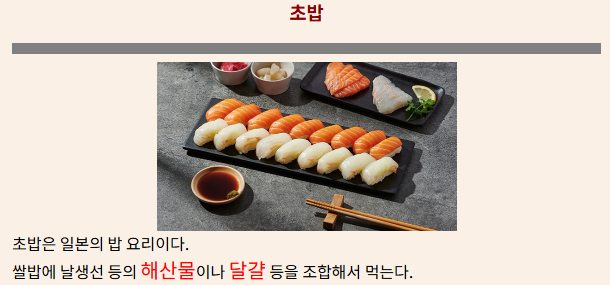 초밥
초밥은 일본의 밥 요리이다.
쌀밥에 날생선 등의 해산물이나 달걀 등을 조합해서 먹는다.